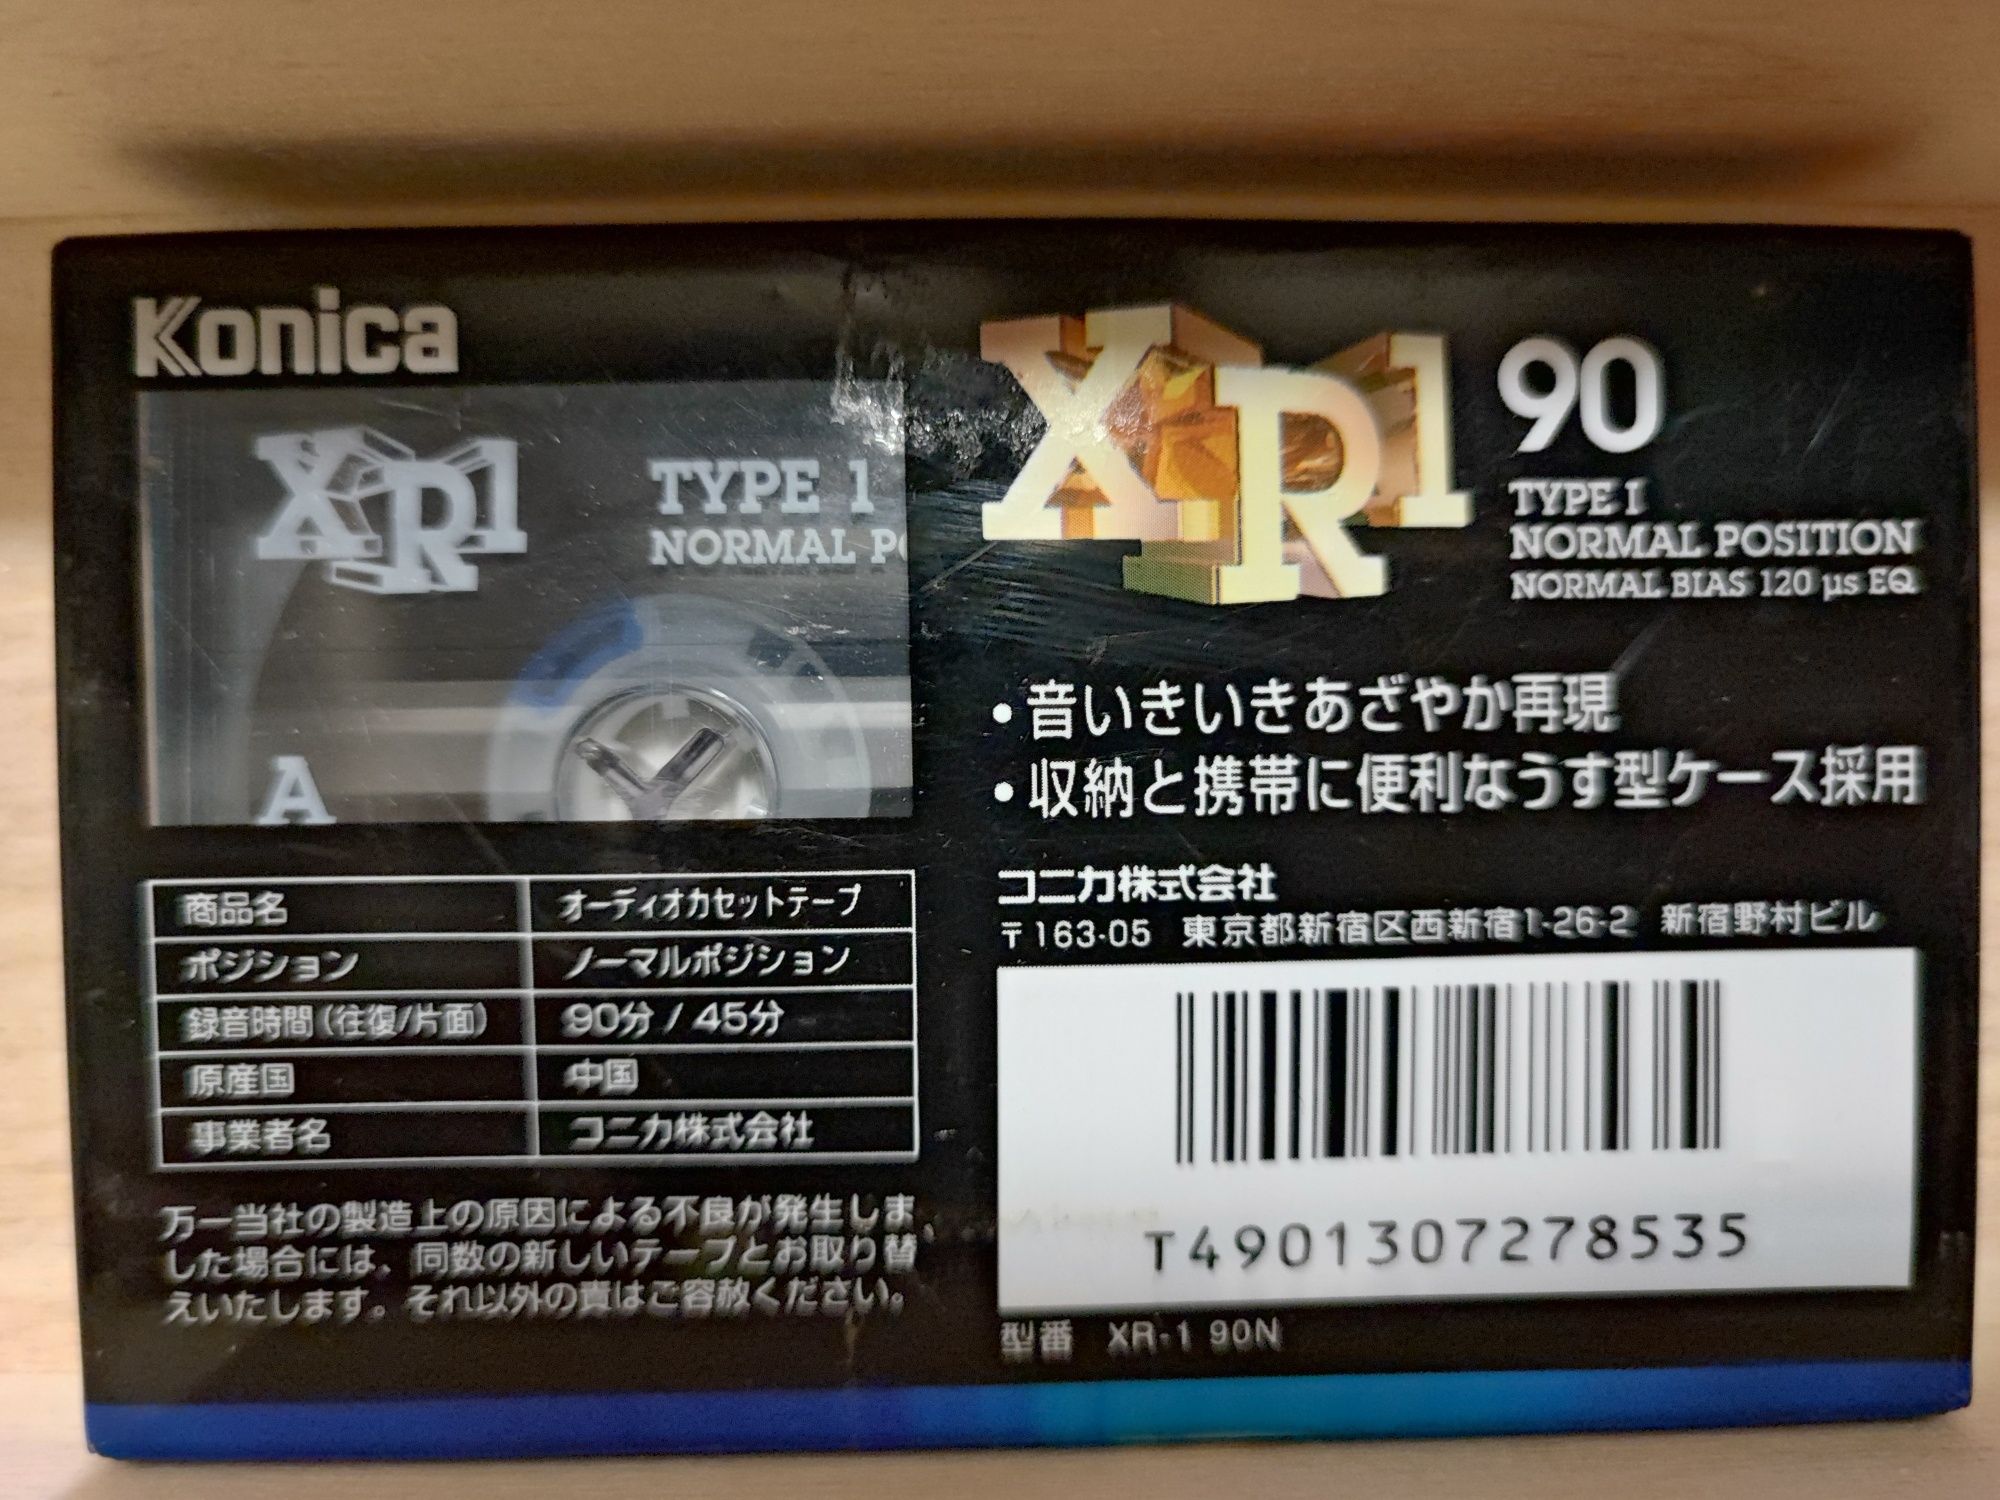 Konica
XR1
TYPE 1
NORMAL P
A
商品名 オーディオカセットテープ
ポジション ノーマルポジション
録音時間(往復/片面) 90分 / 45分
原産国 中国
事業者名 コニカ株式会社
万一当社の製造上の原因による不良が発生しま
した場合には、同数の新しいテープとお取り替
えいたします。それ以外の責はご容赦ください。
XR1 90
TYPE I
NORMAL POSITION
NORMAL BIAS 120 μs EQ
・音いきいきあざやか再現
・収納と携帯に便利なうす型ケース採用
コニカ株式会社
〒163-05 東京都新宿区西新宿1-26-2 新宿野村ビル
T4901307278535
型番 XR-1 90N